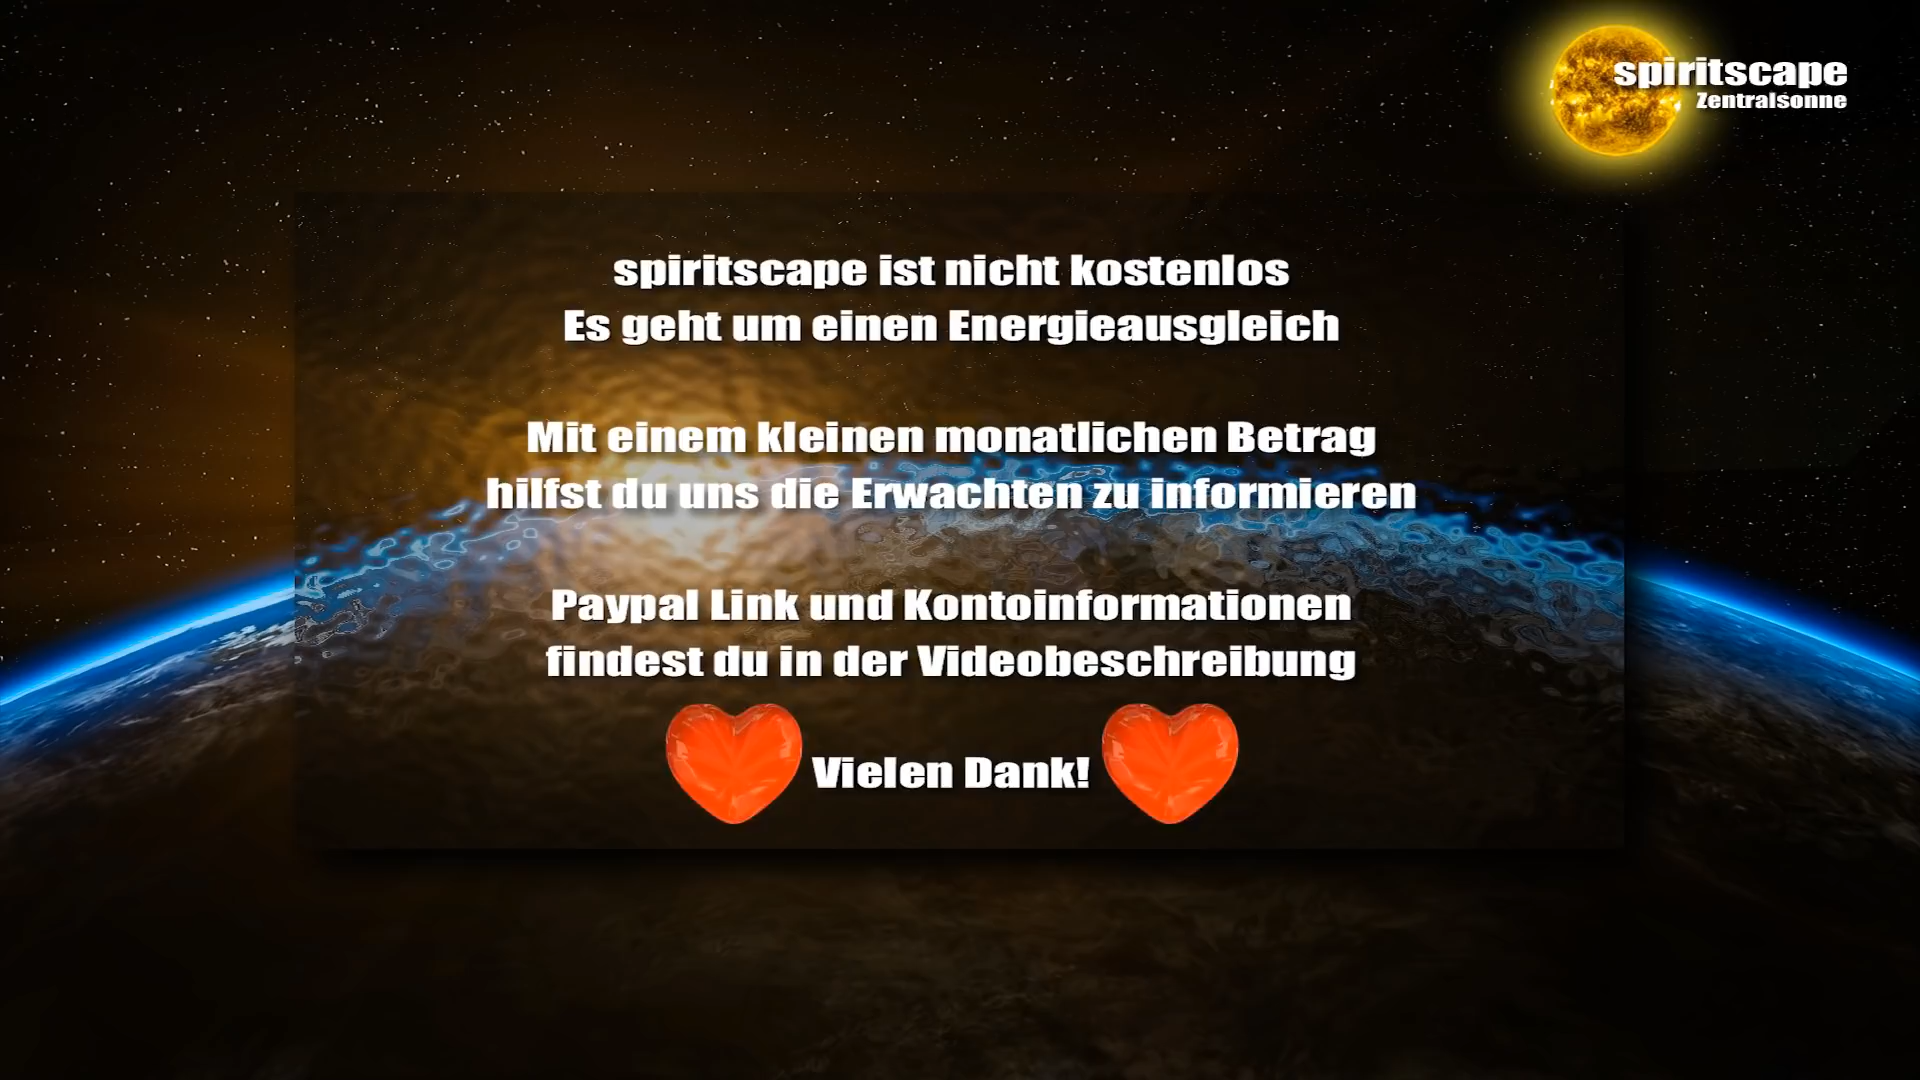 spiritscape
Zentralsonne
spiritscape ist nicht kostenlos
Es geht um einen Energieausgleich
Mit einem kleinen monatlichen Betrag
hilfst du uns die Erwachten zu informieren
Paypal Link und Kontoinformationen
findest du in der Videobeschreibung
Vielen Dank!